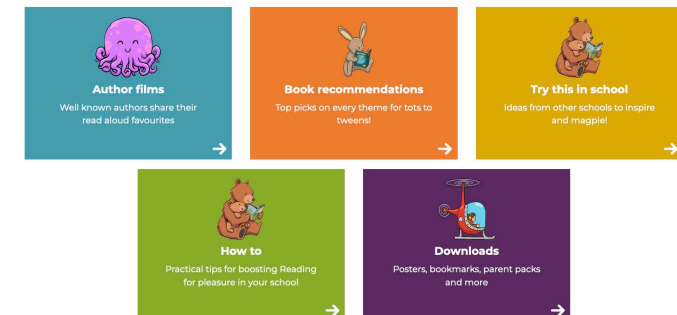 Author films
Well known authors share their
read aloud favourites
Book recommendations
Top picks on every theme for tots to
tweens!
Try this in school
Ideas from other schools to inspire
and magpie!
How to
Practical tips for boosting Reading
for pleasure in your school
Downloads
Posters, bookmarks, parent packs
and more